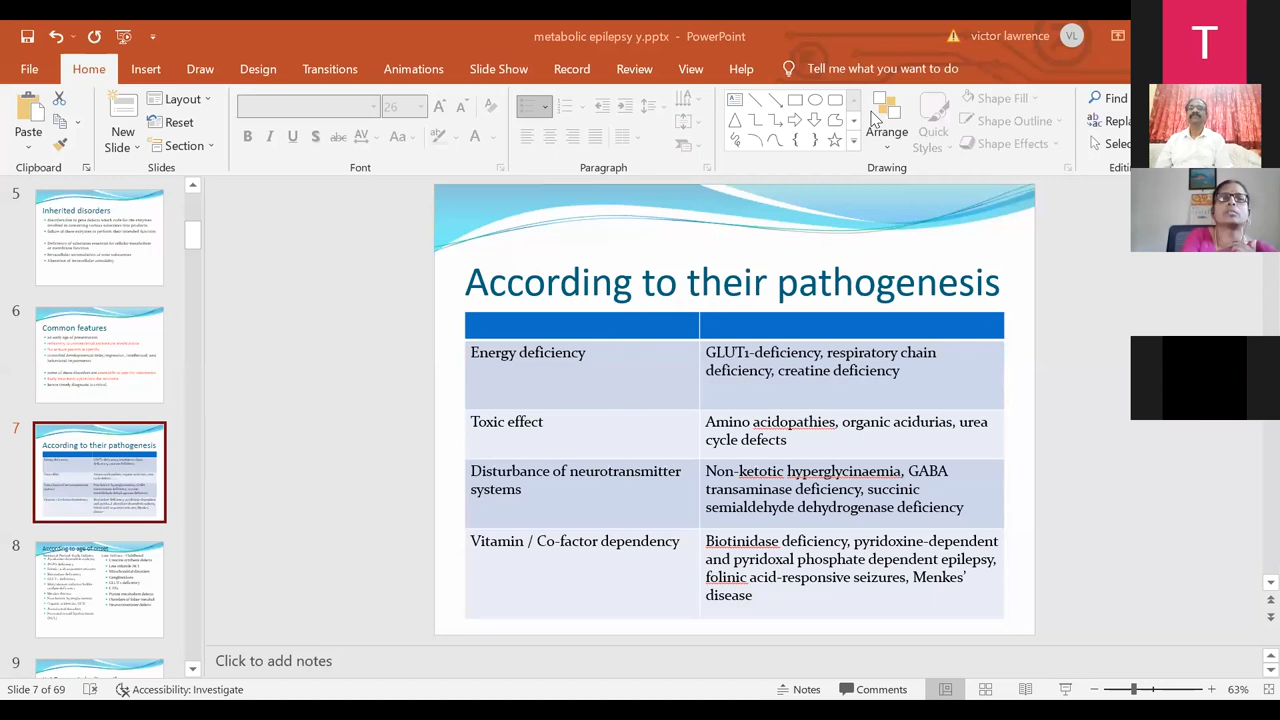 metabolic epilepsy y.pptx - PowerPoint
victor lawrence
VL
T
File Home Insert Draw Design Transitions Animations Slide Show Record Review View Help Tell me what you want to do
Paste
Clipboard
New
Slide
Layout
Reset
Section
Slides
26
Font
Paragraph
Arrange
Quick
Styles
Drawing
Shape Fill
Shape Outline
Shape Effects
Find
Repla
Selec
Editi
5
Inherited disorders
6
Common features
7
According to their pathogenesis
8
According to age of onset
9
According to their pathogenesis
Energy deficiency
GLUT1-deficiency, respiratory chain
deficiency, creatine deficiency
Toxic effect
Amino acidopathies, organic acidurias, urea
cycle defects
Disturbance of neurotransmitter
systems
Non-ketotic hyperglycinaemia, GABA
transaminase deficiency, succinic
semialdehyde dehydrogenase deficiency
Vitamin / Co-factor dependency
Biotinidase deficiency, pyridoxine-dependent
and pyridoxal phosphate dependent epilepsy,
folinic acid-responsive seizures, Menkes'
disease
Click to add notes
Slide 7 of 69
Accessibility: Investigate
Notes
Comments
63%